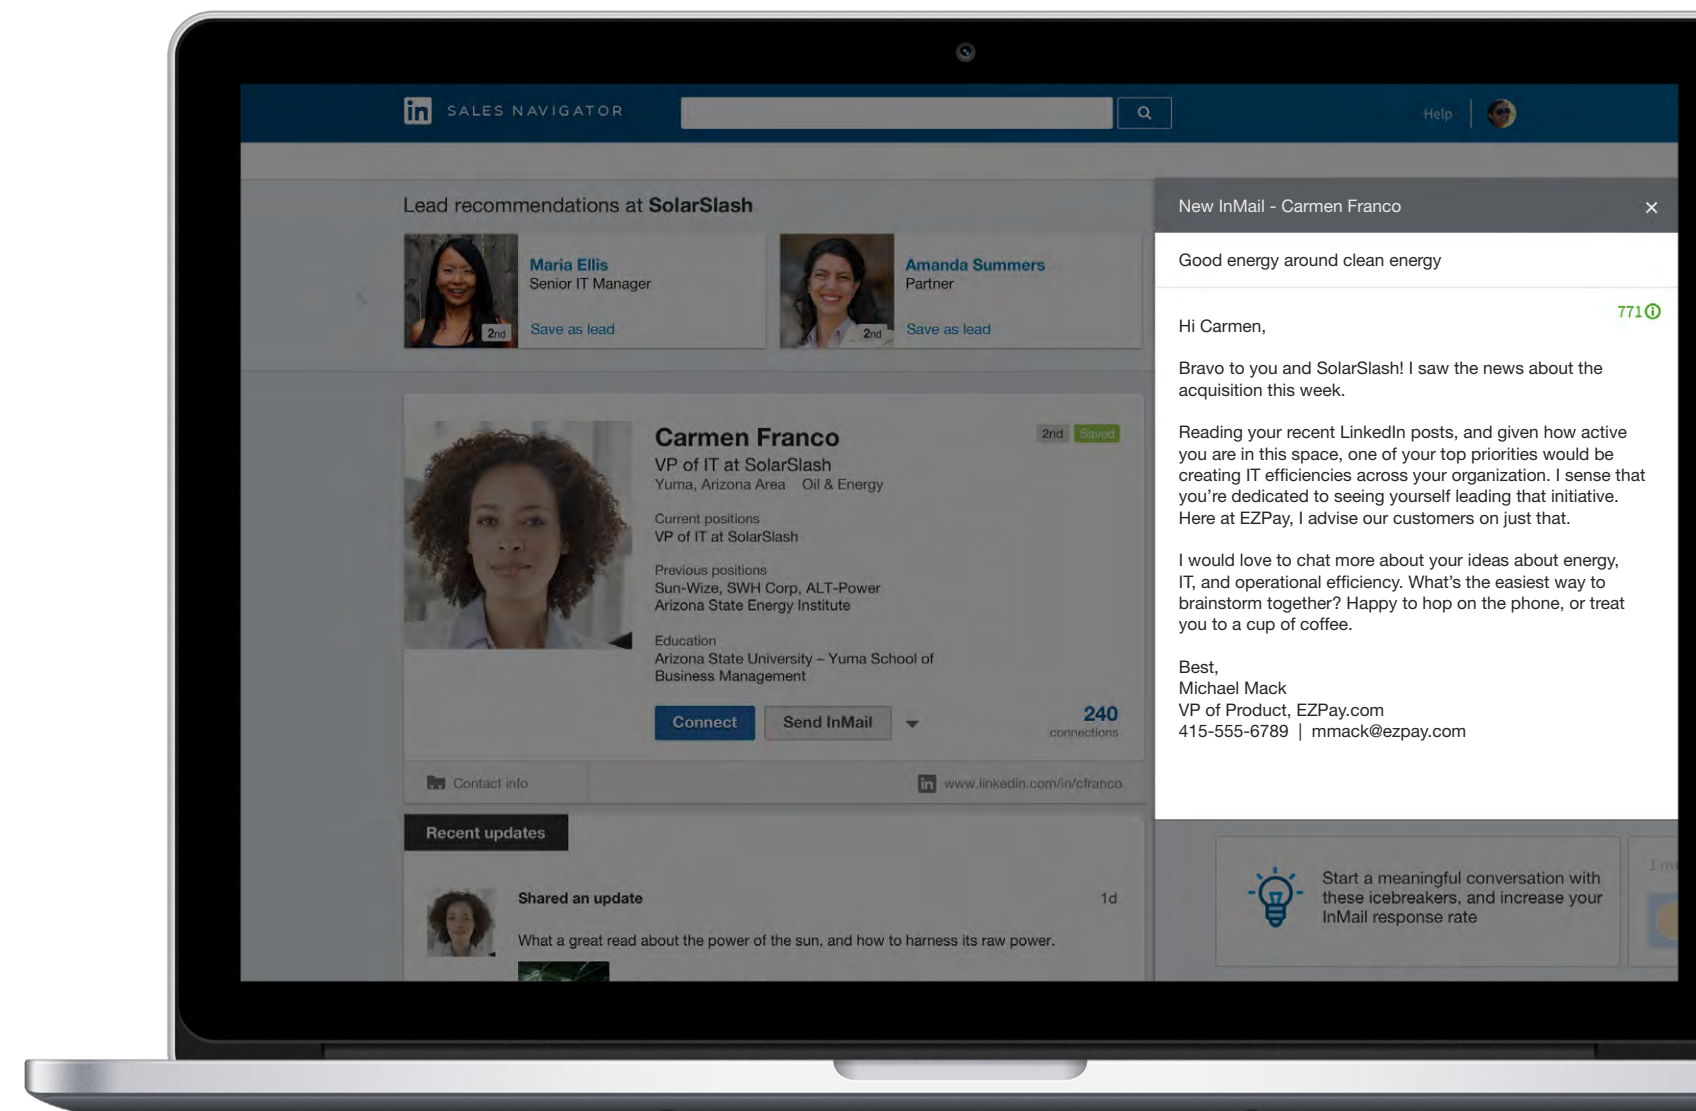 in SALES NAVIGATOR
Help
Lead recommendations at SolarSlash
Maria Ellis
Senior IT Manager
2nd
Save as lead
Amanda Summers
Partner
2nd
Save as lead
Carmen Franco
2nd Saved
VP of IT at SolarSlash
Yuma, Arizona Area Oil & Energy
Current positions
VP of IT at SolarSlash
Previous positions
Sun-Wize, SWH Corp, ALT-Power
Arizona State Energy Institute
Education
Arizona State University – Yuma School of
Business Management
Connect Send InMail
240
connections
Contact info
in www.linkedin.com/in/cfranco
Recent updates
Shared an update 1d
What a great read about the power of the sun, and how to harness its raw power.
New InMail - Carmen Franco
Good energy around clean energy
771
Hi Carmen,
Bravo to you and SolarSlash! I saw the news about the
acquisition this week.
Reading your recent LinkedIn posts, and given how active
you are in this space, one of your top priorities would be
creating IT efficiencies across your organization. I sense that
you're dedicated to seeing yourself leading that initiative.
Here at EZPay, I advise our customers on just that.
I would love to chat more about your ideas about energy,
IT, and operational efficiency. What's the easiest way to
brainstorm together? Happy to hop on the phone, or treat
you to a cup of coffee.
Best,
Michael Mack
VP of Product, EZPay.com
415-555-6789 | mmack@ezpay.com
Start a meaningful conversation with
these icebreakers, and increase your
InMail response rate